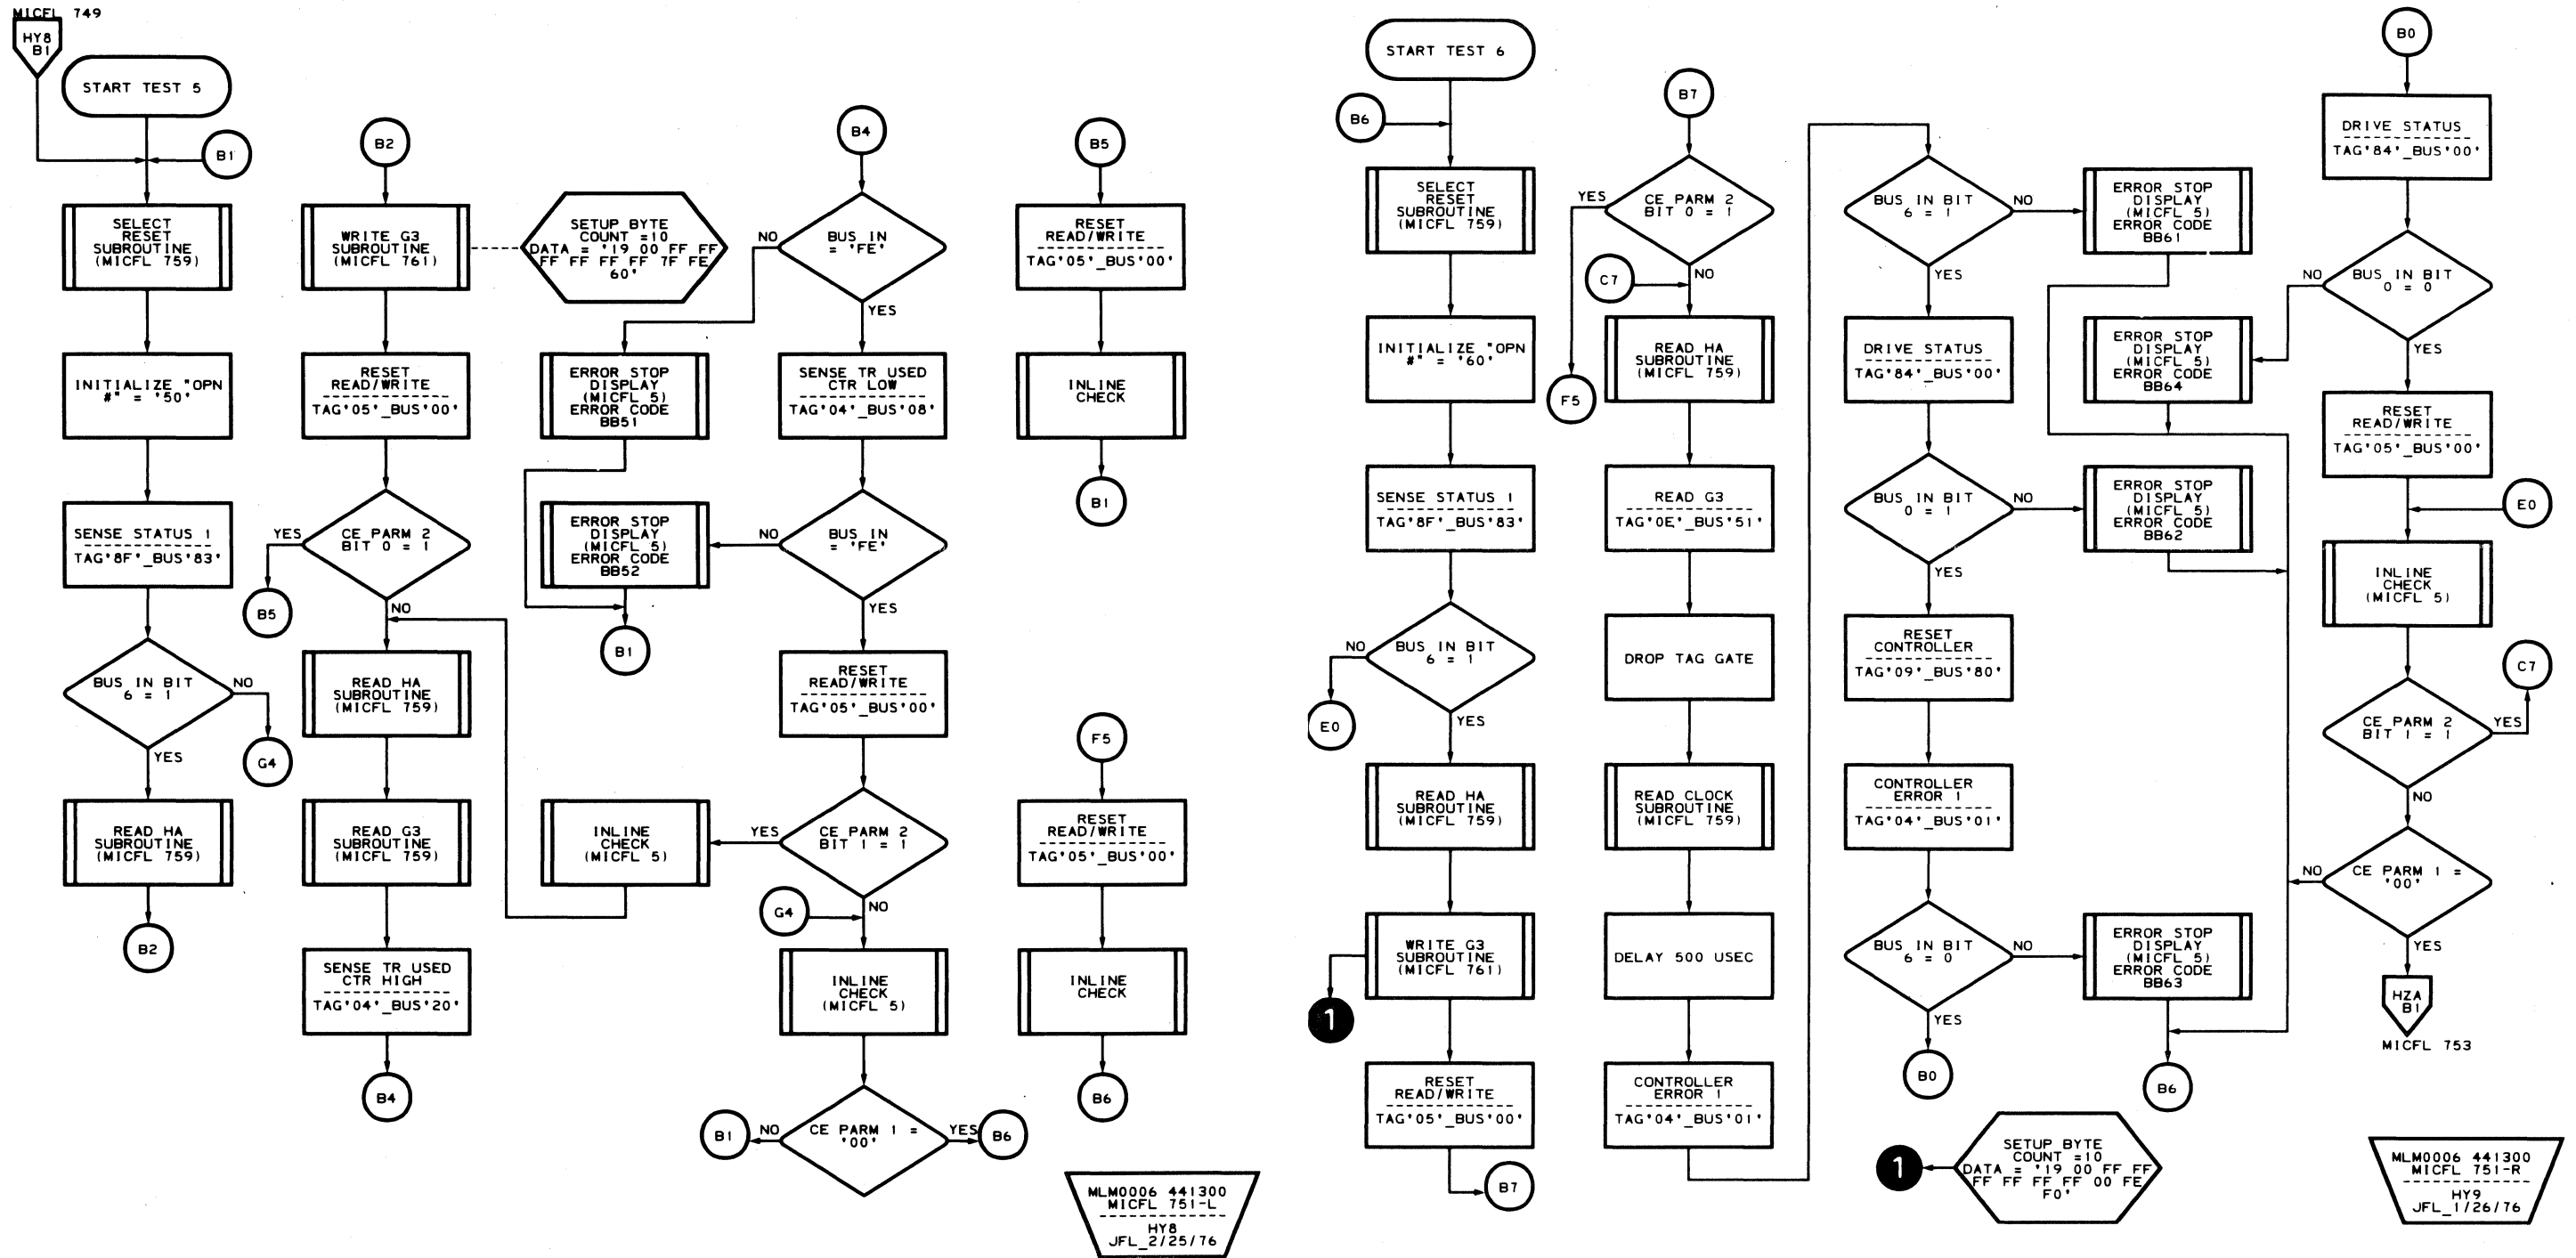 MICFL 749
HY8
B1
START TEST 5
B1
SELECT
RESET
SUBROUTINE
(MICFL 759)
INITIALIZE "OPN
#" = '50'
SENSE STATUS 1
TAG'8F'_BUS'83'
BUS IN BIT
6 = 1
NO
G4
YES
READ HA
SUBROUTINE
(MICFL 759)
B2
B2
WRITE G3
SUBROUTINE
(MICFL 761)
SETUP BYTE
COUNT =10
DATA = '19 00 FF FF
FF FF FF FF 7F FE
60'
RESET
READ/WRITE
TAG'05'_BUS'00'
CE PARM 2
BIT 0 = 1
YES
B5
NO
READ HA
SUBROUTINE
(MICFL 759)
READ G3
SUBROUTINE
(MICFL 759)
SENSE TR USED
CTR HIGH
TAG'04'_BUS'20'
B4
B4
BUS IN
= 'FE'
NO
YES
ERROR STOP
DISPLAY
(MICFL 5)
ERROR CODE
BB51
SENSE TR USED
CTR LOW
TAG'04'_BUS'08'
BUS IN
= 'FE'
NO
YES
ERROR STOP
DISPLAY
(MICFL 5)
ERROR CODE
BB52
B1
RESET
READ/WRITE
TAG'05'_BUS'00'
CE PARM 2
BIT 1 = 1
YES
INLINE
CHECK
(MICFL 5)
NO
G4
INLINE
CHECK
(MICFL 5)
CE PARM 1 =
'00'
NO
B1
YES
B6
B5
RESET
READ/WRITE
TAG'05'_BUS'00'
INLINE
CHECK
B1
F5
RESET
READ/WRITE
TAG'05'_BUS'00'
INLINE
CHECK
B6
MLM0006 441300
MICFL 751-L
HY8
JFL_2/25/76
START TEST 6
B6
SELECT
RESET
SUBROUTINE
(MICFL 759)
INITIALIZE "OPN
#" = '60'
SENSE STATUS 1
TAG'8F'_BUS'83'
BUS IN BIT
6 = 1
NO
E0
YES
READ HA
SUBROUTINE
(MICFL 759)
WRITE G3
SUBROUTINE
(MICFL 761)
1
RESET
READ/WRITE
TAG'05'_BUS'00'
B7
B7
CE PARM 2
BIT 0 = 1
YES
F5
NO
C7
READ HA
SUBROUTINE
(MICFL 759)
READ G3
TAG'0E'_BUS'51'
DROP TAG GATE
READ CLOCK
SUBROUTINE
(MICFL 759)
DELAY 500 USEC
CONTROLLER
ERROR 1
TAG'04'_BUS'01'
BUS IN BIT
6 = 1
NO
YES
ERROR STOP
DISPLAY
(MICFL 5)
ERROR CODE
BB61
DRIVE STATUS
TAG'84'_BUS'00'
ERROR STOP
DISPLAY
(MICFL 5)
ERROR CODE
BB64
BUS IN BIT
0 = 1
NO
YES
ERROR STOP
DISPLAY
(MICFL 5)
ERROR CODE
BB62
RESET
CONTROLLER
TAG'09'_BUS'80'
CONTROLLER
ERROR 1
TAG'04'_BUS'01'
BUS IN BIT
6 = 0
NO
YES
ERROR STOP
DISPLAY
(MICFL 5)
ERROR CODE
BB63
B0
B6
1
SETUP BYTE
COUNT =10
DATA = '19 00 FF FF
FF FF FF FF 00 FE
F0'
B0
DRIVE STATUS
TAG'84'_BUS'00'
BUS IN BIT
0 = 0
NO
YES
RESET
READ/WRITE
TAG'05'_BUS'00'
E0
INLINE
CHECK
(MICFL 5)
C7
CE PARM 2
BIT 1 = 1
YES
NO
CE PARM 1 =
'00'
NO
YES
HZA
B1
MICFL 753
MLM0006 441300
MICFL 751-R
HY9
JFL_1/26/76